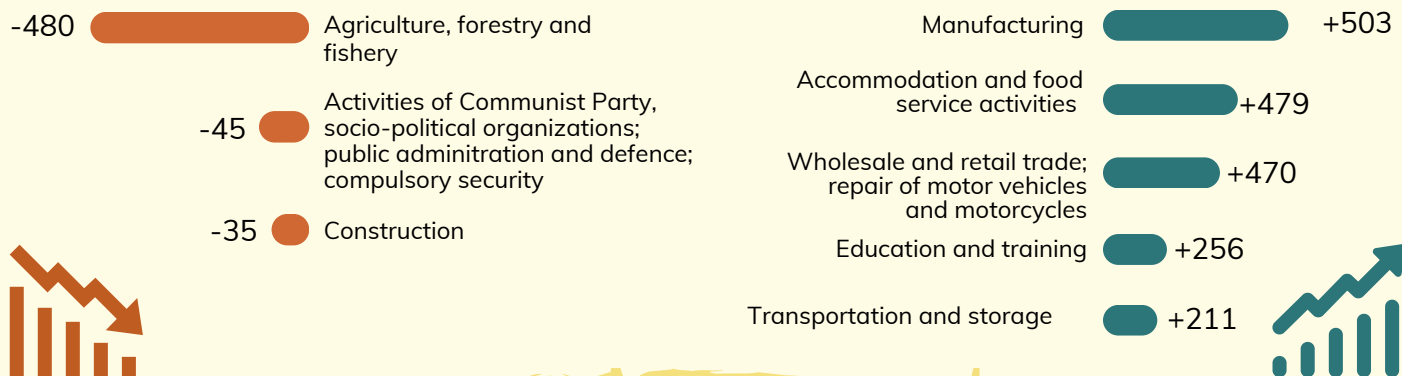 -480
Agriculture, forestry and
fishery
-45
Activities of Communist Party,
socio-political organizations;
public adminitration and defence;
compulsory security
-35
Construction
Manufacturing
+503
Accommodation and food
service activities
+479
Wholesale and retail trade;
repair of motor vehicles
and motorcycles
+470
Education and training
+256
Transportation and storage
+211